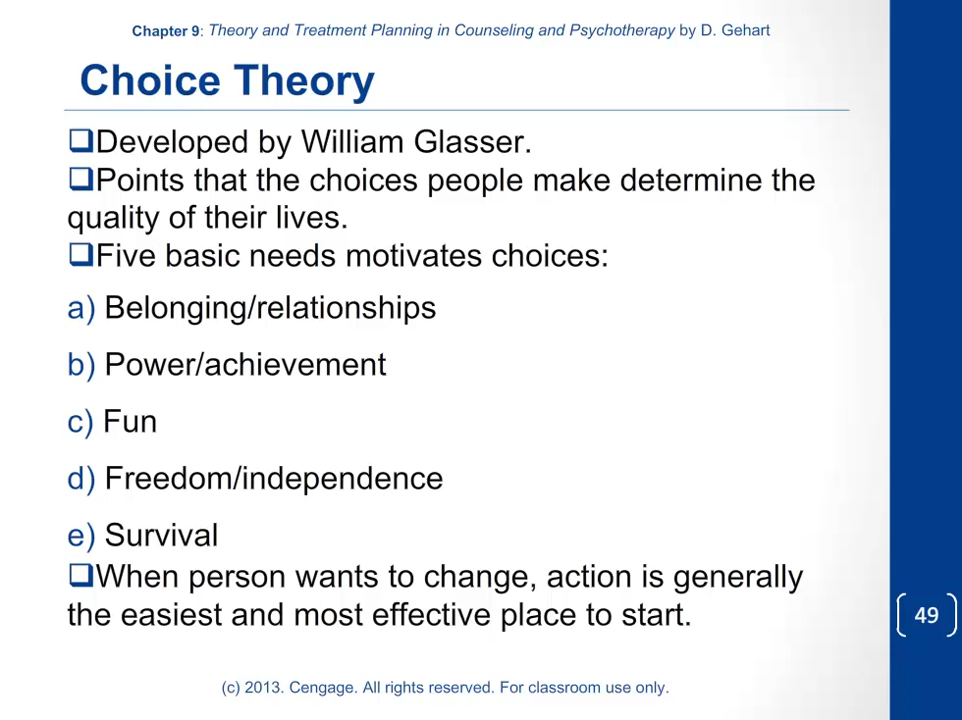 Chapter 9: Theory and Treatment Planning in Counseling and Psychotherapy by D. Gehart
Choice Theory
❑Developed by William Glasser.
❑Points that the choices people make determine the
quality of their lives.
❑Five basic needs motivates choices:
a) Belonging/relationships
b) Power/achievement
c) Fun
d) Freedom/independence
e) Survival
❑When person wants to change, action is generally
the easiest and most effective place to start.
49
(c) 2013. Cengage. All rights reserved. For classroom use only.